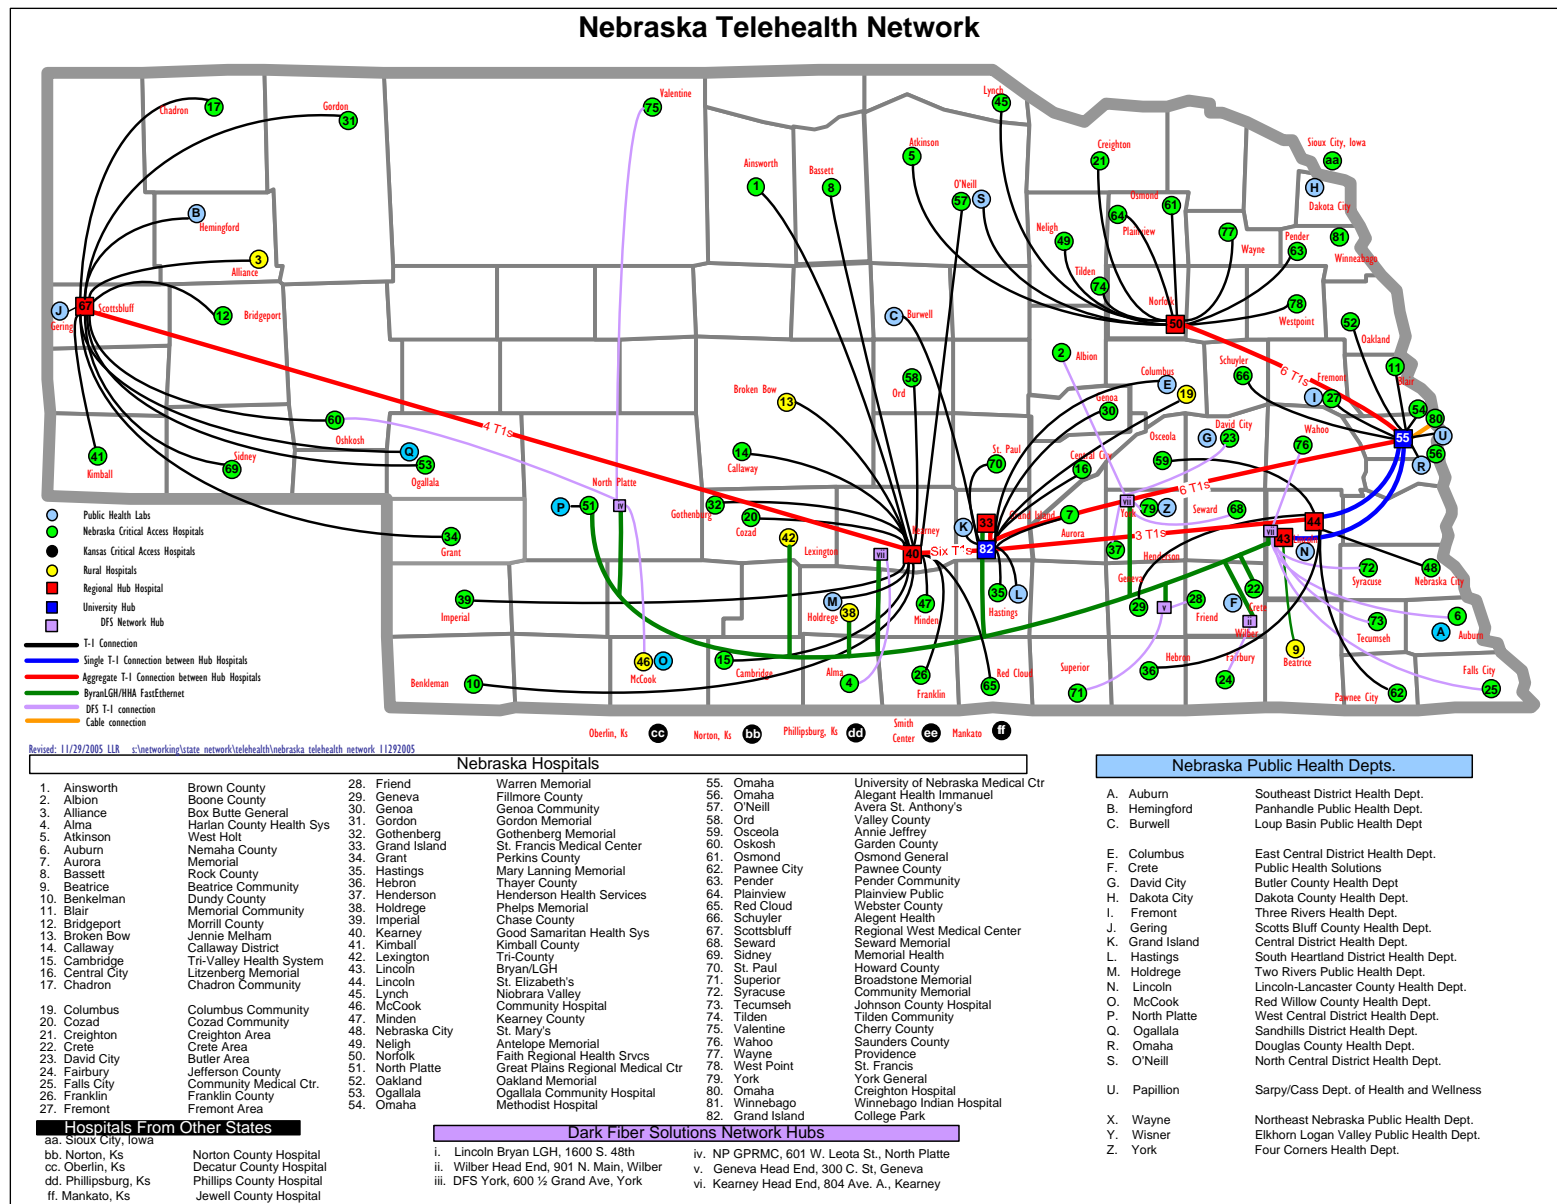 Nebraska Telehealth Network
Chadron
17
Gordon
31
Valentine
75
Lynch
45
Ainsworth
1
Bassett
8
Atkinson
5
O'Neill
57
S
Creighton
21
Osmond
61
64
Plainview
Neligh
49
Tilden
74
77
Wayne
Pender
63
Sioux City, Iowa
aa
H
Dakota City
81
Winneabago
B
Hemingford
3
Alliance
67
Scottsbluff
J
Gering
12
Bridgeport
C
Burwell
Norfolk
50
78
Westpoint
52
Oakland
2
Albion
Schuyler
66
6 T1s
Fremont
I
27
11
Blair
54
80
55
U
56
R
Columbus
E
19
Genoa
30
58
Ord
Broken Bow
13
4 T1s
60
Oshkosh
Q
53
Ogallala
41
Kimball
69
Sidney
14
Callaway
St. Paul
70
Central City
16
Osceola
59
David City
G
23
Wahoo
76
6 T1s
North Platte
P
51
iv
Gothenburg
32
20
Cozad
42
Lexington
Kearney
40
vii
Six T1s
K
33
82
Grand Island
7
Aurora
vii
York
79
Z
Seward
68
3 T1s
37
Henderson
44
vii
43
Lincoln
N
34
Grant
39
Imperial
M
Holdrege
38
47
Minden
35
Hastings
L
Geneva
29
v
28
Friend
F
22
Crete
ii
Wilber
72
Syracuse
48
Nebraska City
73
Tecumseh
6
A
Auburn
9
Beatrice
Falls City
25
10
Benkleman
46
O
McCook
15
Cambridge
Alma
4
26
Franklin
65
Red Cloud
Superior
71
36
Hebron
Fairbury
24
Pawnee City
62
Public Health Labs
Nebraska Critical Access Hospitals
Kansas Critical Access Hospitals
Rural Hospitals
Regional Hub Hospital
University Hub
DFS Network Hub
T-1 Connection
Single T-1 Connection between Hub Hospitals
Aggregate T-1 Connection between Hub Hospitals
ByranLGH/HHA FastEthernet
DFS T-1 connection
Cable connection
Oberlin, Ks cc
Norton, Ks bb
Phillipsburg, Ks dd
Smith Center ee
Mankato ff
Revised: 11/29/2005 LLR s:\networking\state network\telehealth\nebraska telehealth network 11292005
Nebraska Hospitals
1. Ainsworth Brown County
2. Albion Boone County
3. Alliance Box Butte General
4. Alma Harlan County Health Sys
5. Atkinson West Holt
6. Auburn Nemaha County
7. Aurora Memorial
8. Bassett Rock County
9. Beatrice Beatrice Community
10. Benkelman Dundy County
11. Blair Memorial Community
12. Bridgeport Morrill County
13. Broken Bow Jennie Melham
14. Callaway Callaway District
15. Cambridge Tri-Valley Health System
16. Central City Litzenberg Memorial
17. Chadron Chadron Community
19. Columbus Columbus Community
20. Cozad Cozad Community
21. Creighton Creighton Area
22. Crete Crete Area
23. David City Butler Area
24. Fairbury Jefferson County
25. Falls City Community Medical Ctr.
26. Franklin Franklin County
27. Fremont Fremont Area
28. Friend Warren Memorial
29. Geneva Fillmore County
30. Genoa Genoa Community
31. Gordon Gordon Memorial
32. Gothenberg Gothenberg Memorial
33. Grand Island St. Francis Medical Center
34. Grant Perkins County
35. Hastings Mary Lanning Memorial
36. Hebron Thayer County
37. Henderson Henderson Health Services
38. Holdrege Phelps Memorial
39. Imperial Chase County
40. Kearney Good Samaritan Health Sys
41. Kimball Kimball County
42. Lexington Tri-County
43. Lincoln Bryan/LGH
44. Lincoln St. Elizabeth's
45. Lynch Niobrara Valley
46. McCook Community Hospital
47. Minden Kearney County
48. Nebraska City St. Mary's
49. Neligh Antelope Memorial
50. Norfolk Faith Regional Health Srvcs
51. North Platte Great Plains Regional Medical Ctr
52. Oakland Oakland Memorial
53. Ogallala Ogallala Community Hospital
54. Omaha Methodist Hospital
55. Omaha University of Nebraska Medical Ctr
56. Omaha Alegant Health Immanuel
57. O'Neill Avera St. Anthony's
58. Ord Valley County
59. Osceola Annie Jeffrey
60. Oskosh Garden County
61. Osmond Osmond General
62. Pawnee City Pawnee County
63. Pender Pender Community
64. Plainview Plainview Public
65. Red Cloud Webster County
66. Schuyler Alegent Health
67. Scottsbluff Regional West Medical Center
68. Seward Seward Memorial
69. Sidney Memorial Health
70. St. Paul Howard County
71. Superior Broadstone Memorial
72. Syracuse Community Memorial
73. Tecumseh Johnson County Hospital
74. Tilden Tilden Community
75. Valentine Cherry County
76. Wahoo Saunders County
77. Wayne Providence
78. West Point St. Francis
79. York York General
80. Omaha Creighton Hospital
81. Winnebago Winnebago Indian Hospital
82. Grand Island College Park
Nebraska Public Health Depts.
A. Auburn Southeast District Health Dept.
B. Hemingford Panhandle Public Health Dept.
C. Burwell Loup Basin Public Health Dept
E. Columbus East Central District Health Dept.
F. Crete Public Health Solutions
G. David City Butler County Health Dept
H. Dakota City Dakota County Health Dept.
I. Fremont Three Rivers Health Dept.
J. Gering Scotts Bluff County Health Dept.
K. Grand Island Central District Health Dept.
L. Hastings South Heartland District Health Dept.
M. Holdrege Two Rivers Public Health Dept.
N. Lincoln Lincoln-Lancaster County Health Dept.
O. McCook Red Willow County Health Dept.
P. North Platte West Central District Health Dept.
Q. Ogallala Sandhills District Health Dept.
R. Omaha Douglas County Health Dept.
S. O'Neill North Central District Health Dept.
U. Papillion Sarpy/Cass Dept. of Health and Wellness
X. Wayne Northeast Nebraska Public Health Dept.
Y. Wisner Elkhorn Logan Valley Public Health Dept.
Z. York Four Corners Health Dept.
Hospitals From Other States
aa. Sioux City, Iowa
bb. Norton, Ks Norton County Hospital
cc. Oberlin, Ks Decatur County Hospital
dd. Phillipsburg, Ks Phillips County Hospital
ff. Mankato, Ks Jewell County Hospital
Dark Fiber Solutions Network Hubs
i. Lincoln Bryan LGH, 1600 S. 48th
ii. Wilber Head End, 901 N. Main, Wilber
iii. DFS York, 600 ½ Grand Ave, York
iv. NP GPRMC, 601 W. Leota St., North Platte
v. Geneva Head End, 300 C. St, Geneva
vi. Kearney Head End, 804 Ave. A., Kearney